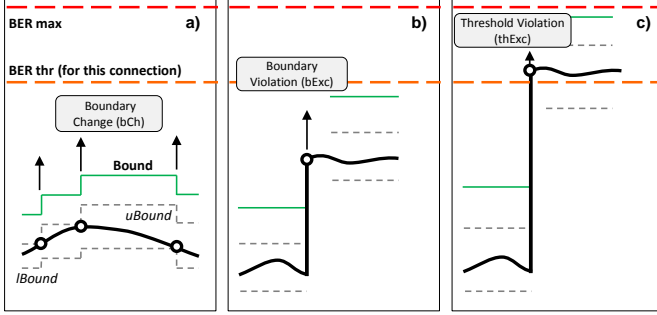 a)
BER max
BER thr (for this connection)
Boundary
Change (bCh)
Bound
uBound
lBound
b)
Boundary
Violation (bExc)
c)
Threshold Violation
(thExc)